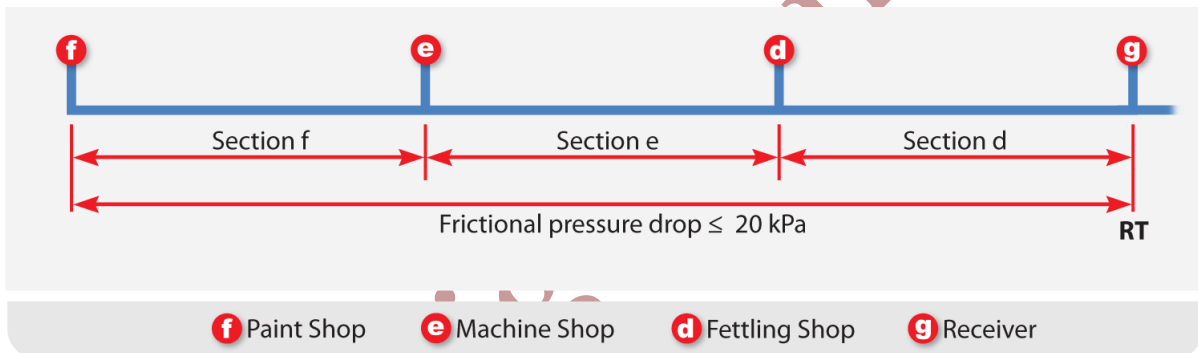 f e d g
Section f Section e Section d
Frictional pressure drop ≤ 20 kPa
RT
f Paint Shop e Machine Shop d Fettling Shop g Receiver